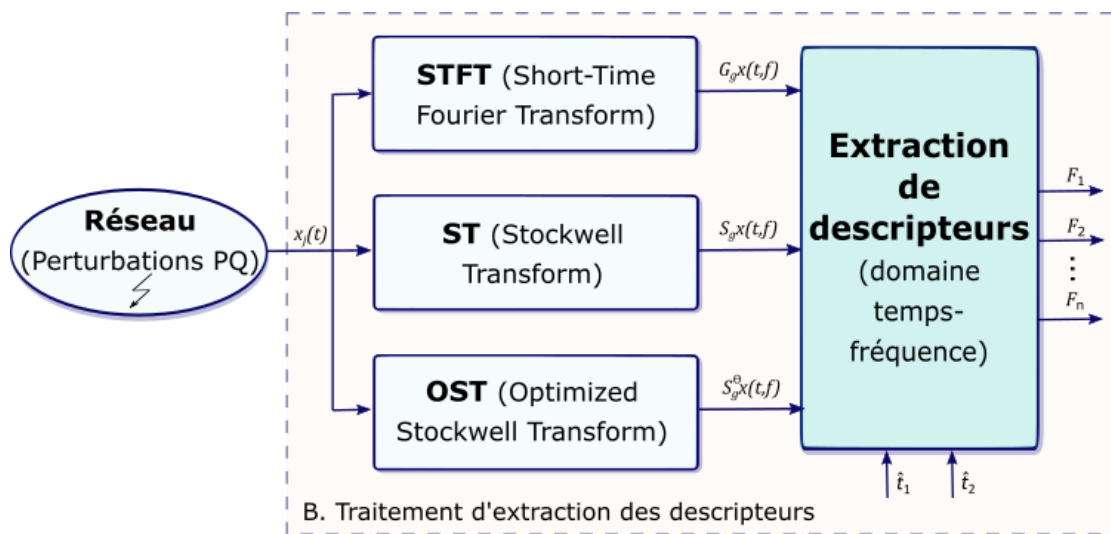 Réseau
(Perturbations PQ)
x_j(t)
STFT (Short-Time
Fourier Transform)
G_g x(t,f)
ST (Stockwell
Transform)
S_g x(t,f)
OST (Optimized
Stockwell Transform)
S_g^Θ x(t,f)
Extraction
de
descripteurs
(domaine
temps-
fréquence)
F_1
F_2
⋮
F_n
t̂_1
t̂_2
B. Traitement d'extraction des descripteurs